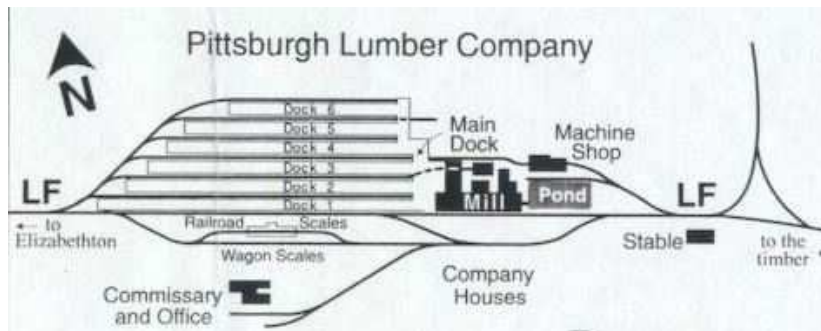 Pittsburgh Lumber Company
N
Dock 6
Dock 5
Dock 4
Dock 3
Dock 2
Dock 1
Main
Dock
Machine
Shop
LF
Mill
Pond
LF
to
Elizabethton
Railroad Scales
Wagon Scales
Stable
to the
timber
Company
Houses
Commissary
and Office